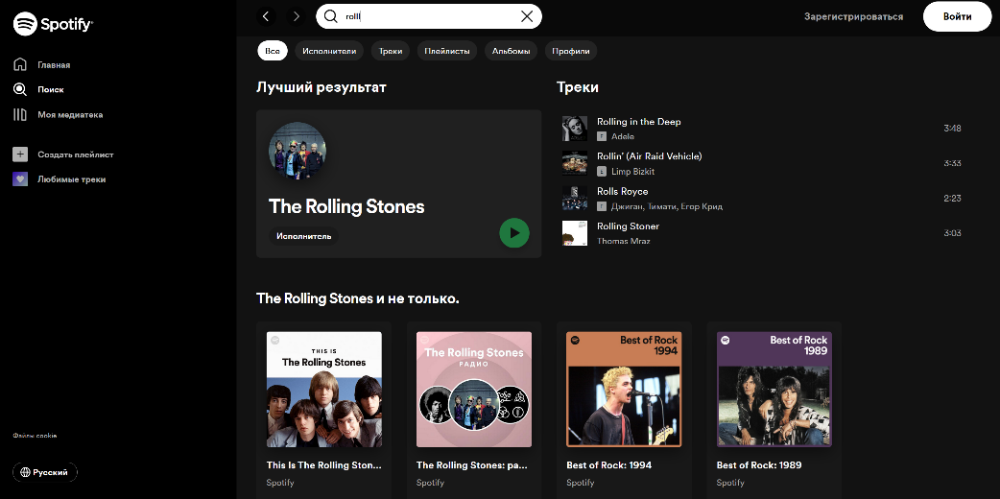 Spotify®
Главная
Поиск
Моя медиатека
Создать плейлист
Любимые треки
Файлы cookie
Русский
rolll
Зарегистрироваться
Войти
Все
Исполнители
Треки
Плейлисты
Альбомы
Профили
Лучший результат
The Rolling Stones
Исполнитель
Треки
Rolling in the Deep
E Adele
3:48
Rollin' (Air Raid Vehicle)
E Limp Bizkit
3:33
Rolls Royce
E Джиган, Тимати, Егор Крид
2:23
Rolling Stoner
Thomas Mraz
3:03
The Rolling Stones и не только.
THIS IS
The Rolling Stones
This Is The Rolling Ston...
Spotify
The Rolling Stones
РАДИО
The Rolling Stones: ра...
Spotify
Best of Rock
1994
Best of Rock: 1994
Spotify
Best of Rock
1989
Best of Rock: 1989
Spotify